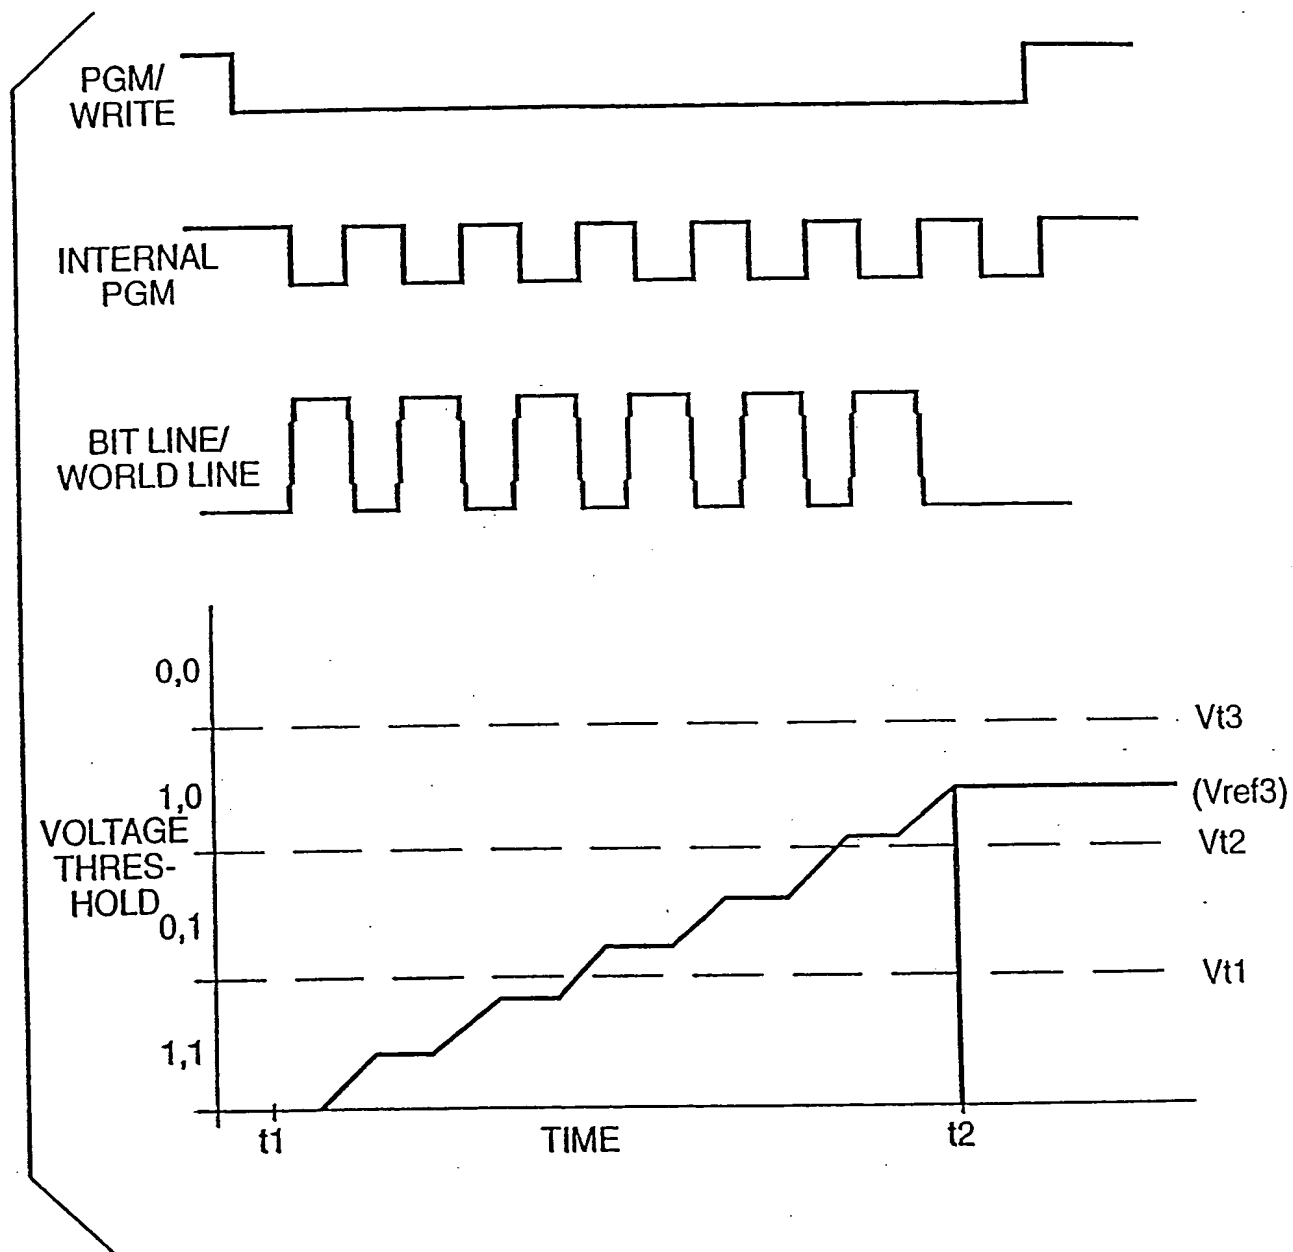 PGM/
WRITE
INTERNAL
PGM
BIT LINE/
WORLD LINE
0,0
Vt3
1,0
(Vref3)
VOLTAGE
THRES-
HOLD
Vt2
0,1
Vt1
1,1
t1
TIME
t2